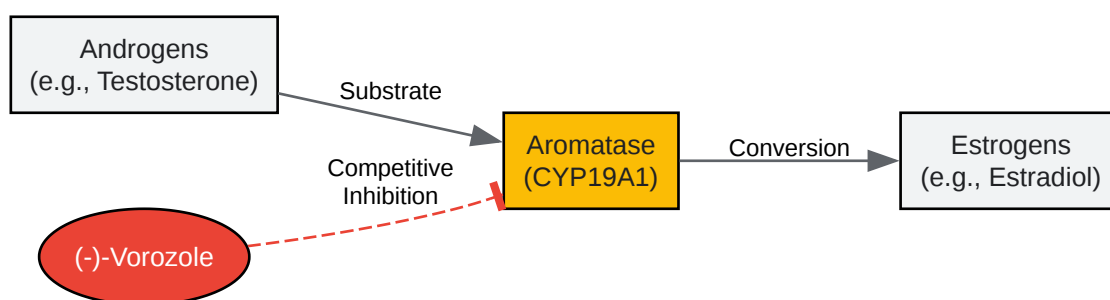 Androgens
(e.g., Testosterone)
Substrate
Aromatase
(CYP19A1)
Conversion
Estrogens
(e.g., Estradiol)
Competitive
Inhibition
(-)-Vorozole